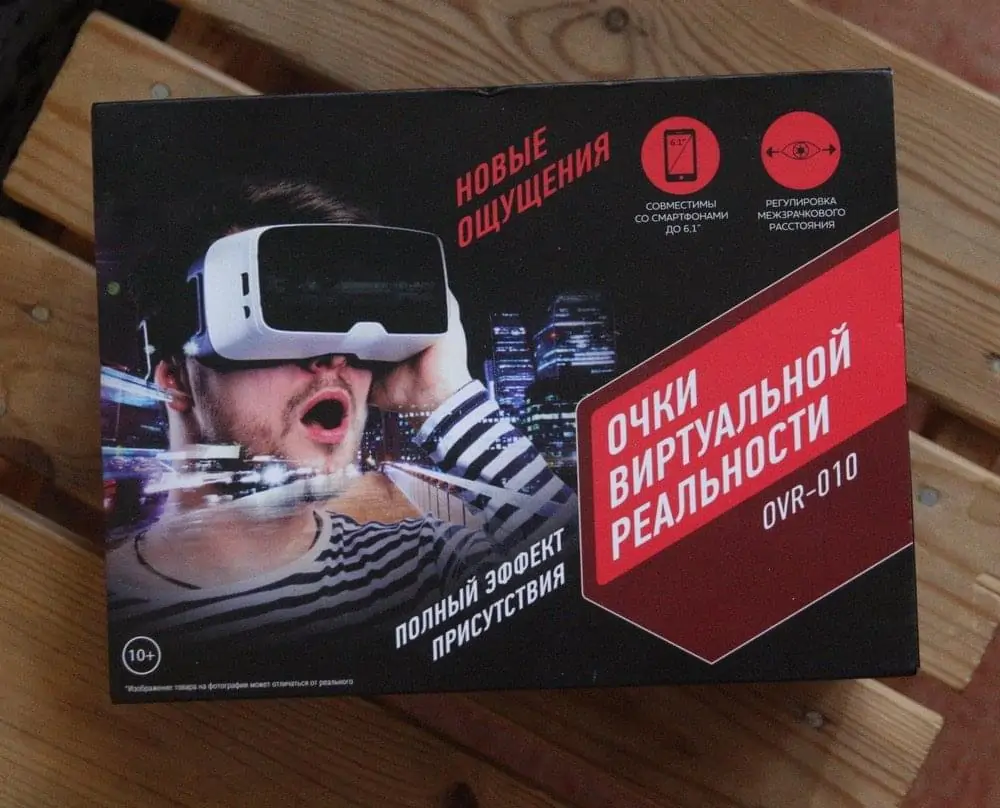 НОВЫЕ
ОЩУЩЕНИЯ
6.1"
СОВМЕСТИМЫ
СО СМАРТФОНАМИ
ДО 6,1"
РЕГУЛИРОВКА
МЕЖЗРАЧКОВОГО
РАССТОЯНИЯ
ОЧКИ
ВИРТУАЛЬНОЙ
РЕАЛЬНОСТИ
OVR-010
ПОЛНЫЙ ЭФФЕКТ
ПРИСУТСТВИЯ
10+
*Изображение товара на фотографии может отличаться от реального